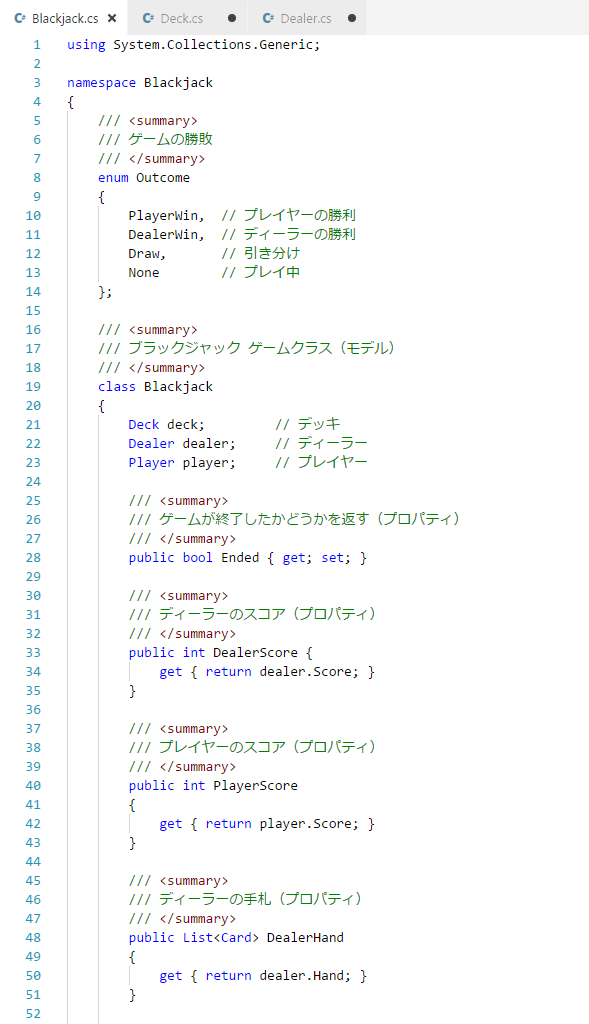 Blackjack.cs × Deck.cs ● Dealer.cs ●
1 using System.Collections.Generic;
2
3 namespace Blackjack
4 {
5 /// <summary>
6 /// ゲームの勝敗
7 /// </summary>
8 enum Outcome
9 {
10 PlayerWin, // プレイヤーの勝利
11 DealerWin, // ディーラーの勝利
12 Draw, // 引き分け
13 None // プレイ中
14 };
15
16 /// <summary>
17 /// ブラックジャック ゲームクラス（モデル）
18 /// </summary>
19 class Blackjack
20 {
21 Deck deck; // デッキ
22 Dealer dealer; // ディーラー
23 Player player; // プレイヤー
24
25 /// <summary>
26 /// ゲームが終了したかどうかを返す（プロパティ）
27 /// </summary>
28 public bool Ended { get; set; }
29
30 /// <summary>
31 /// ディーラーのスコア（プロパティ）
32 /// </summary>
33 public int DealerScore {
34 get { return dealer.Score; }
35 }
36
37 /// <summary>
38 /// プレイヤーのスコア（プロパティ）
39 /// </summary>
40 public int PlayerScore
41 {
42 get { return player.Score; }
43 }
44
45 /// <summary>
46 /// ディーラーの手札（プロパティ）
47 /// </summary>
48 public List<Card> DealerHand
49 {
50 get { return dealer.Hand; }
51 }
52